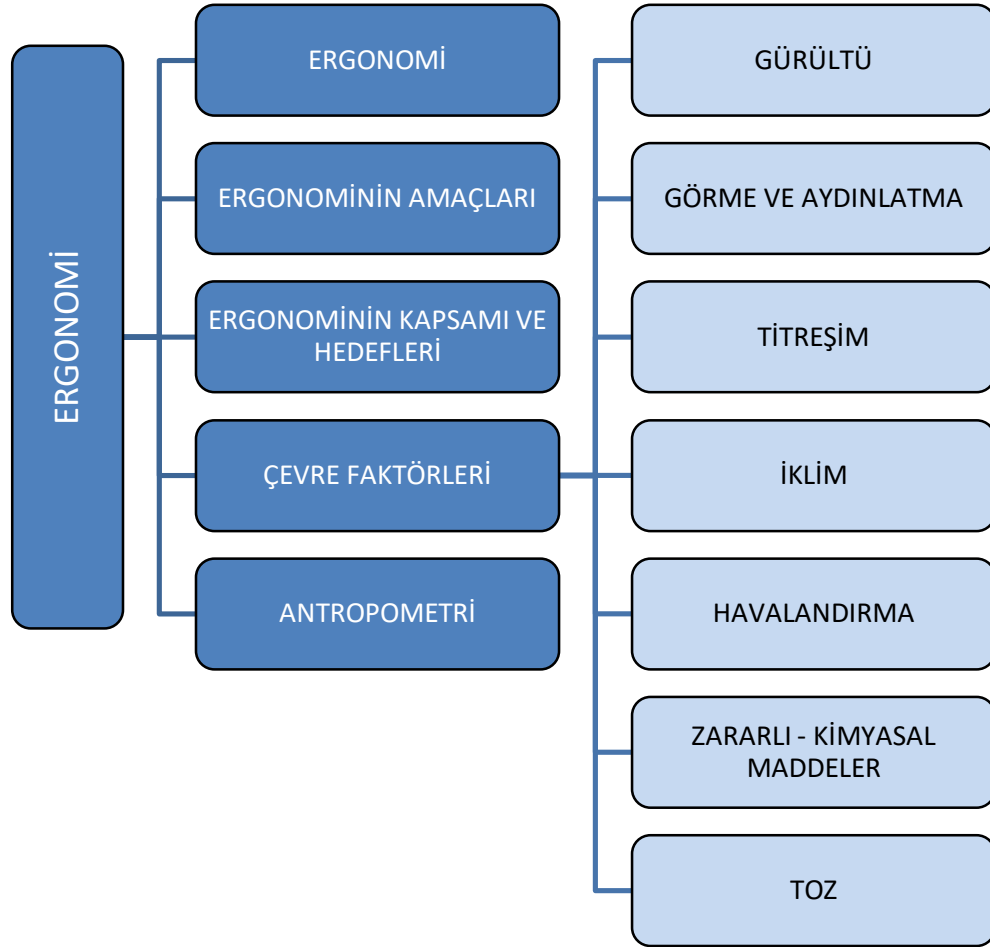 ERGONOMİ
ERGONOMİ
ERGONOMİNİN AMAÇLARI
ERGONOMİNİN KAPSAMI VE
HEDEFLERİ
ÇEVRE FAKTÖRLERİ
ANTROPOMETRİ
GÜRÜLTÜ
GÖRME VE AYDINLATMA
TİTREŞİM
İKLİM
HAVALANDIRMA
ZARARLI - KİMYASAL
MADDELER
TOZ